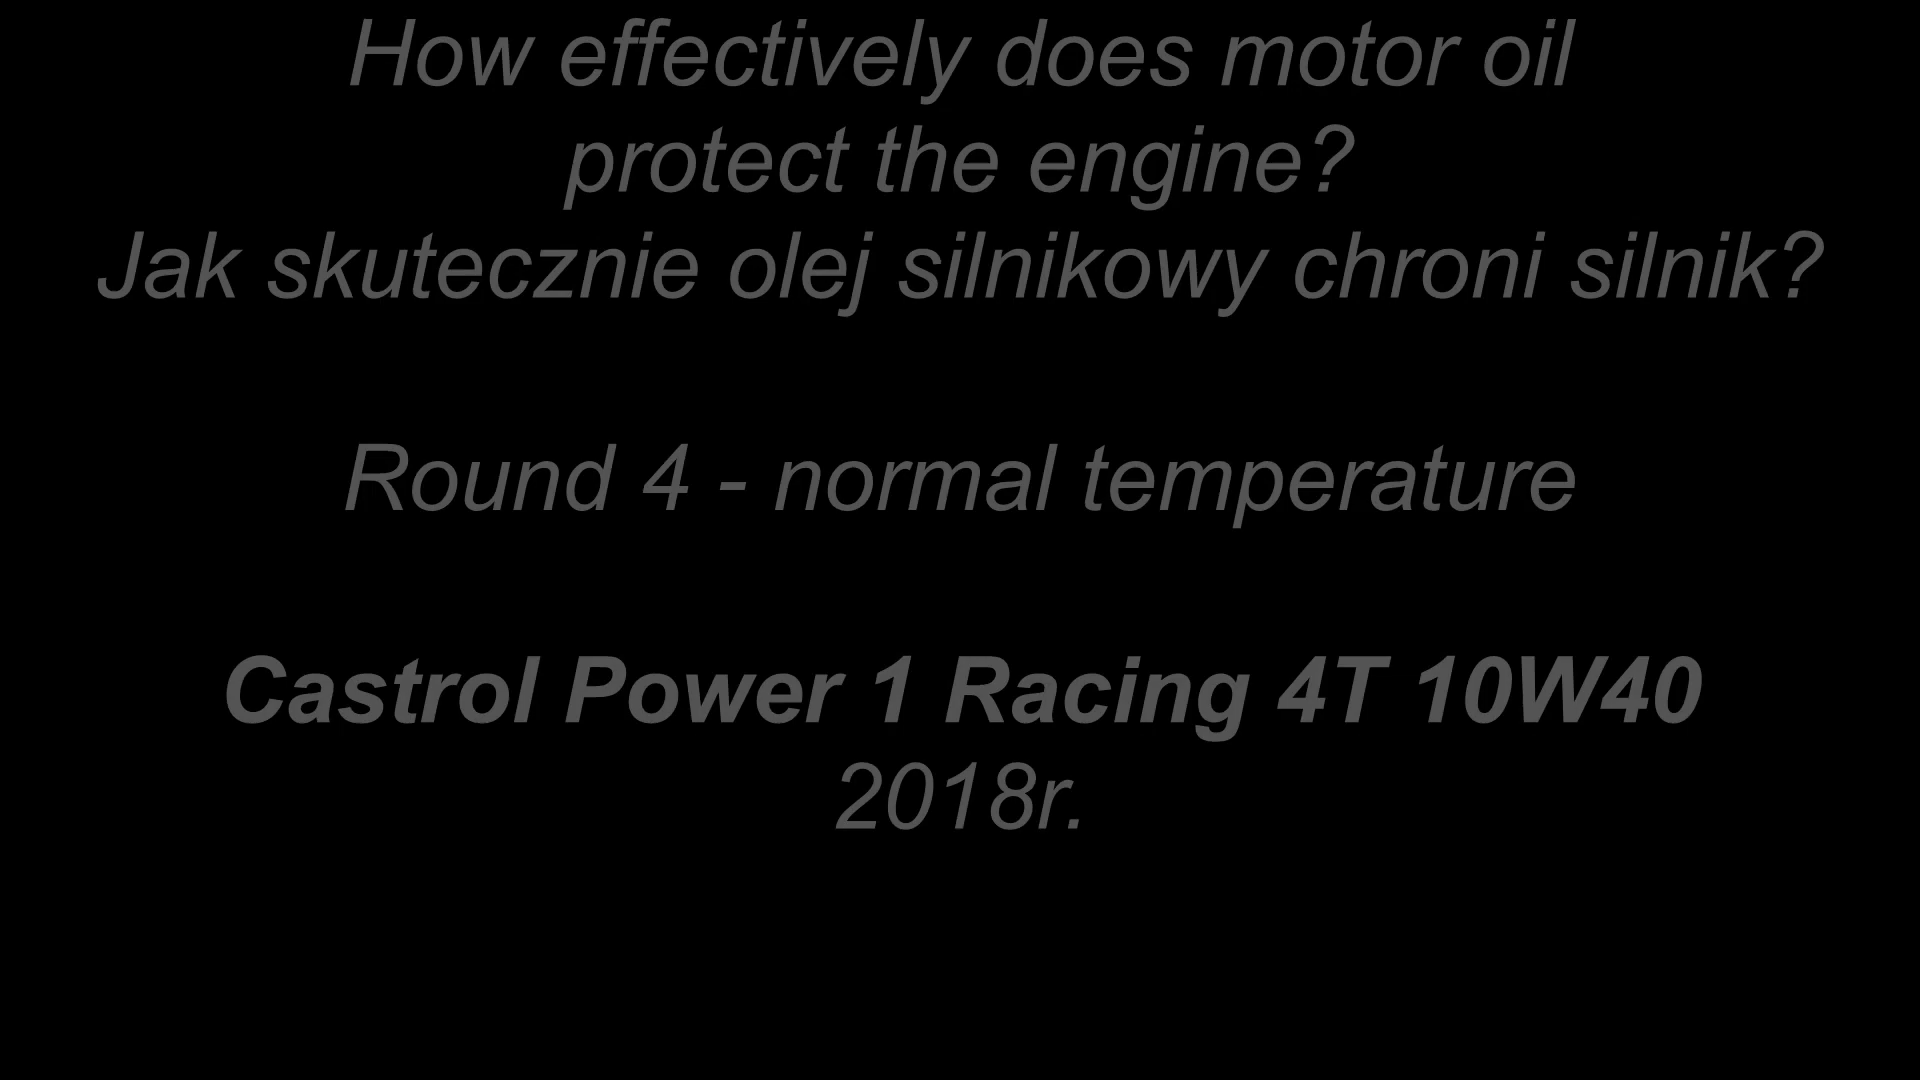 How effectively does motor oil
protect the engine?
Jak skutecznie olej silnikowy chroni silnik?
Round 4 - normal temperature
Castrol Power 1 Racing 4T 10W40
2018r.